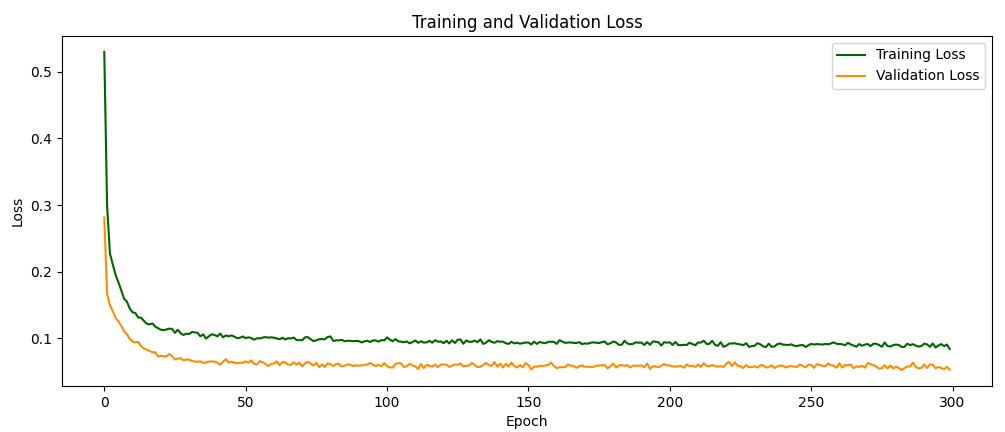 Training and Validation Loss
Training Loss
Validation Loss
Loss
0.5
0.4
0.3
0.2
0.1
0 50 100 150 200 250 300
Epoch